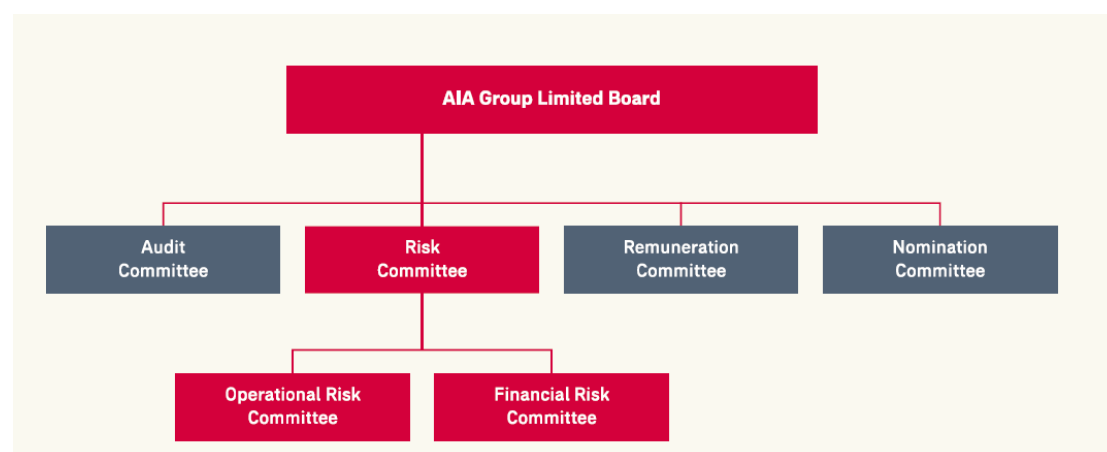 AIA Group Limited Board
Audit
Committee
Risk
Committee
Remuneration
Committee
Nomination
Committee
Operational Risk
Committee
Financial Risk
Committee